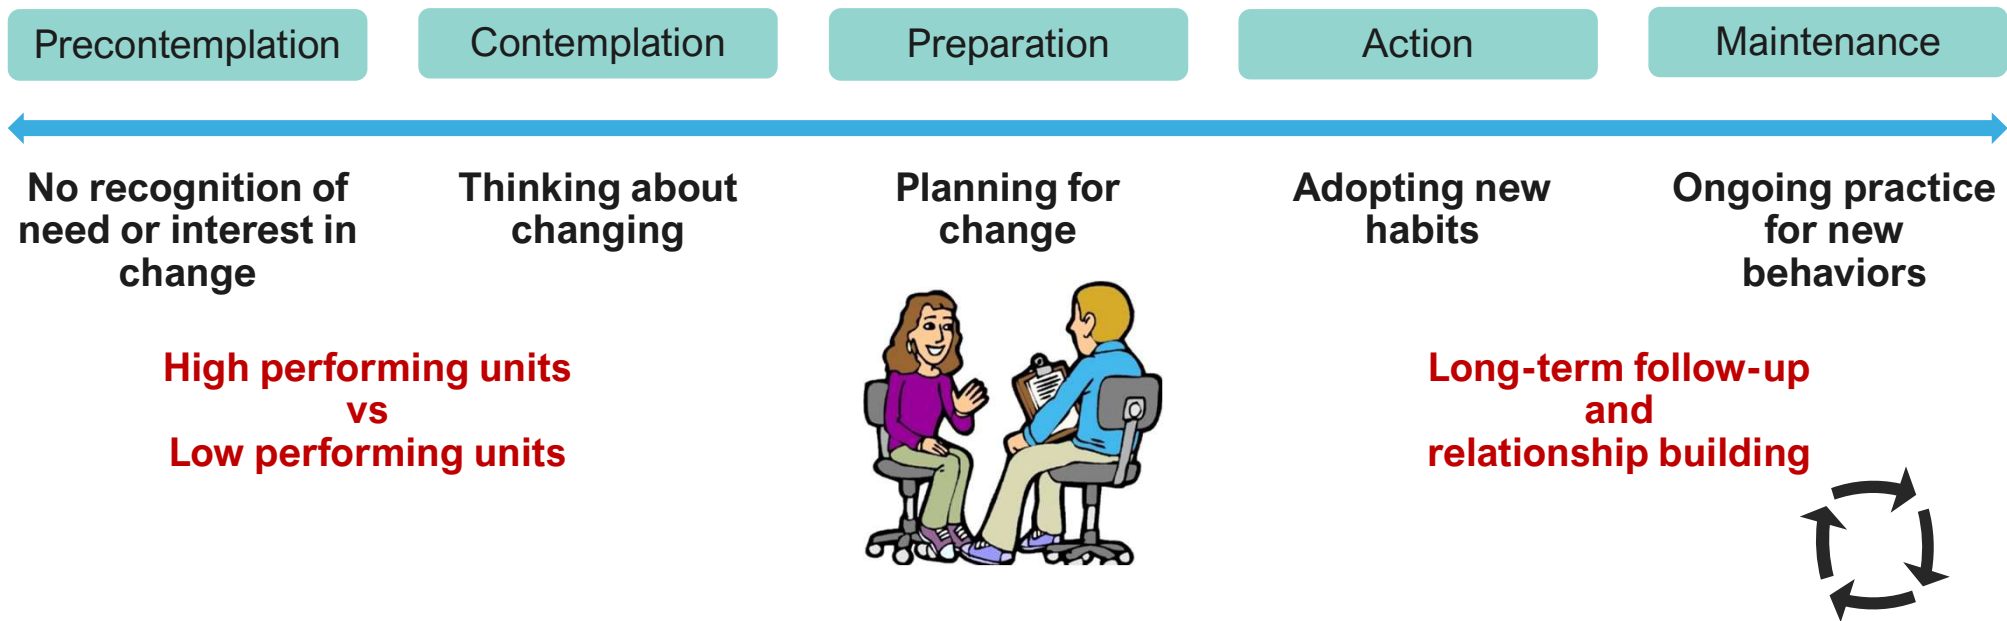 Precontemplation
Contemplation
Preparation
Action
Maintenance
No recognition of
need or interest in
change
Thinking about
changing
Planning for
change
Adopting new
habits
Ongoing practice
for new
behaviors
High performing units
vs
Low performing units
Long-term follow-up
and
relationship building